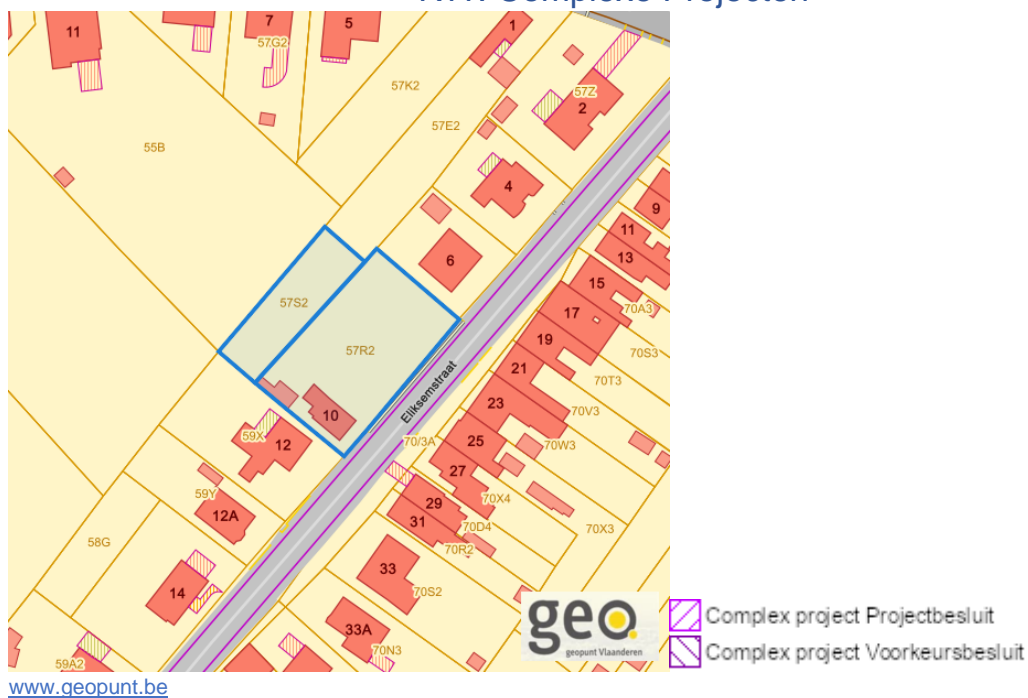 11
7
57G2
5
1
57K2
57Z
2
57E2
55B
4
9
11
13
6
15
57S2
70A3
17
19
57R2
70S3
21
70T3
Eliksemstraat
23
10
70V3
59X
12
70/3A
25
70W3
27
59Y
29
70X4
12A
31
70D4
70X3
58G
70R2
33
14
70S2
geo
geopunt Vlaanderen
Complex project Projectbesluit
33A
70N3
Complex project Voorkeursbesluit
59A2
www.geopunt.be